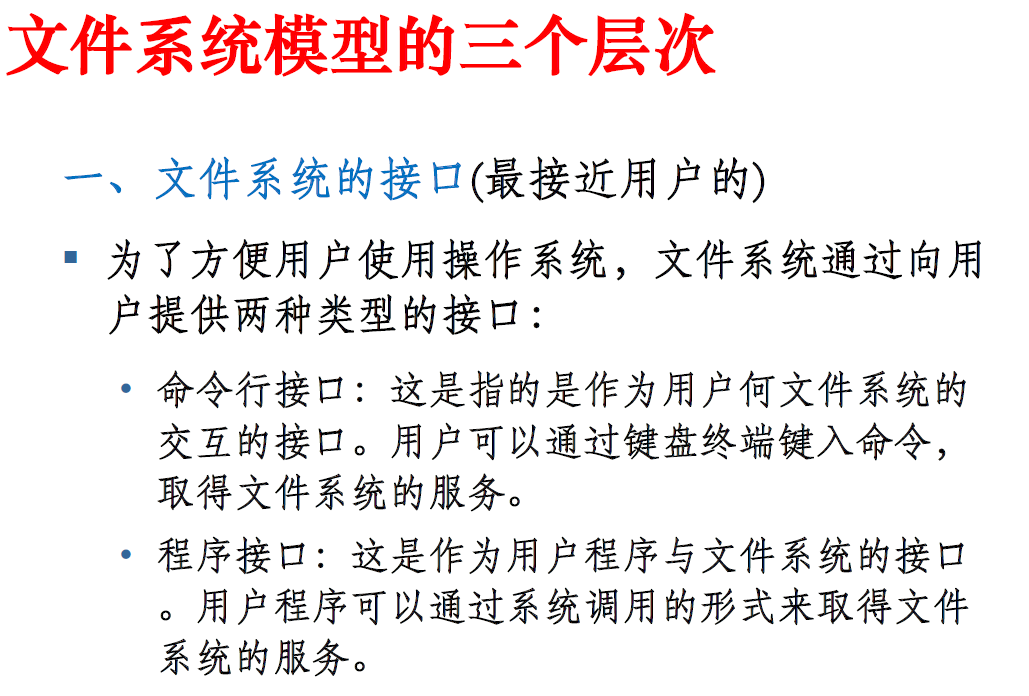 文件系统模型的三个层次
一、文件系统的接口(最接近用户的)
▪ 为了方便用户使用操作系统，文件系统通过向用
户提供两种类型的接口：
• 命令行接口：这是指的是作为用户何文件系统的
交互的接口。用户可以通过键盘终端键入命令，
取得文件系统的服务。
• 程序接口：这是作为用户程序与文件系统的接口
。用户程序可以通过系统调用的形式来取得文件
系统的服务。